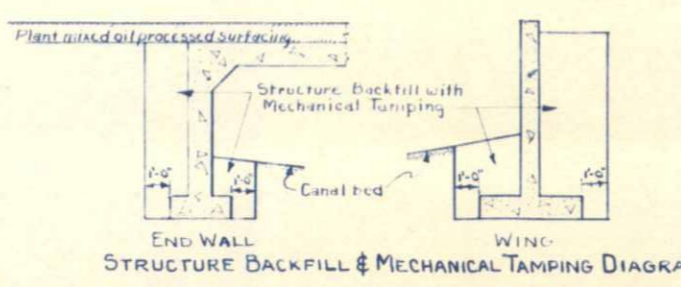 Plant mixed oil processed surfacing
Structure Backfill with
Mechanical Tamping
1'-0"
1'-0"
1'-0"
1'-0"
Canal bed
END WALL
WING
STRUCTURE BACKFILL & MECHANICAL TAMPING DIAGRA